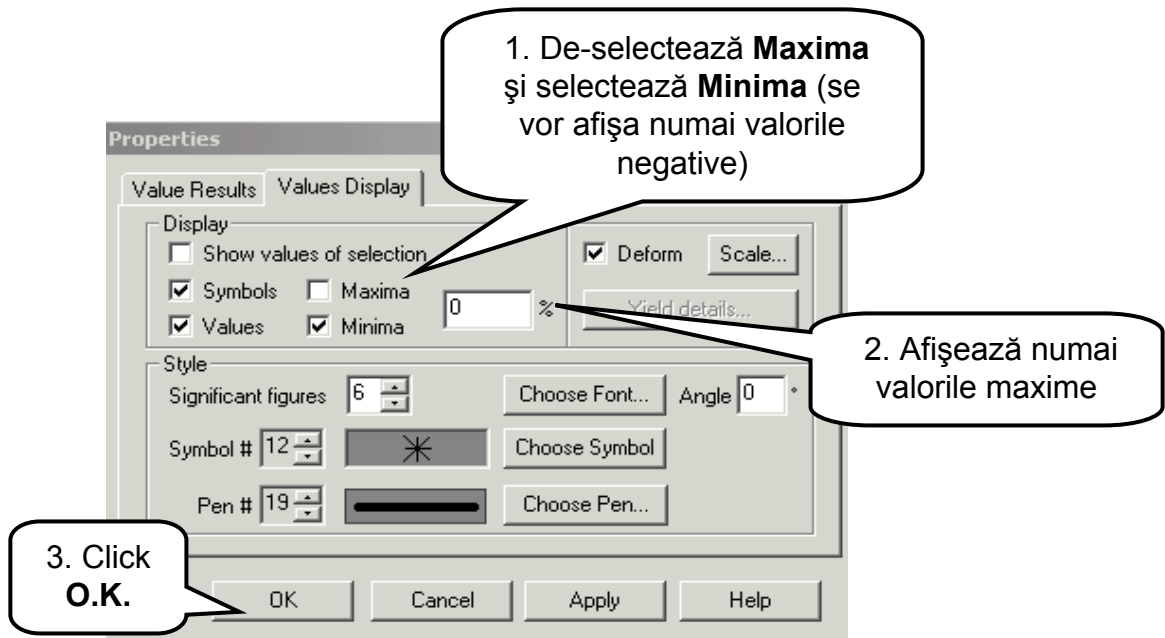 1. De-selectează Maxima
şi selectează Minima (se
vor afişa numai valorile
negative)
Properties
Value Results Values Display
Display
Show values of selection
Deform Scale...
Symbols Maxima
0 %
Yield details...
Values Minima
2. Afişează numai
valorile maxime
Style
Significant figures 6 Choose Font... Angle 0 °
Symbol # 12 Choose Symbol
Pen # 19 Choose Pen...
3. Click
O.K.
OK Cancel Apply Help